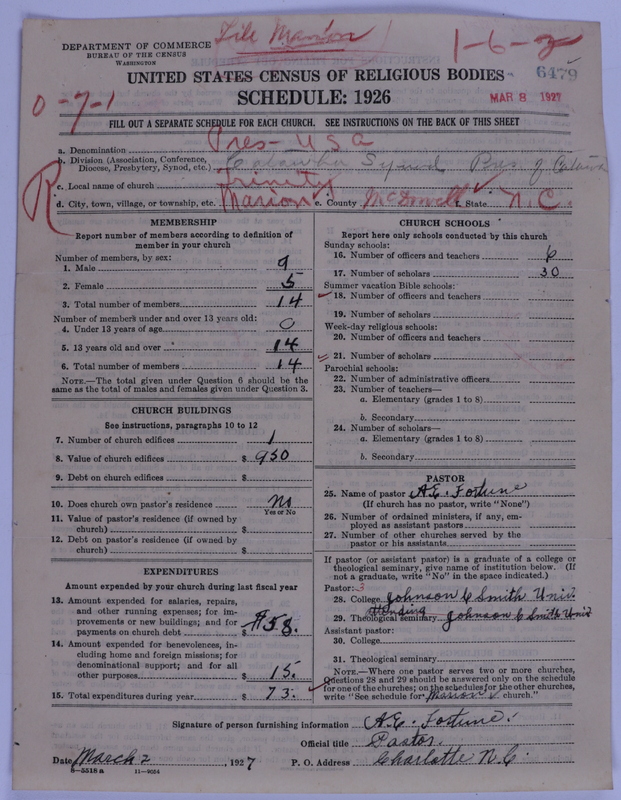 File Marion
DEPARTMENT OF COMMERCE
BUREAU OF THE CENSUS
WASHINGTON
1-6-
UNITED STATES CENSUS OF RELIGIOUS BODIES
6479
SCHEDULE: 1926
MAR 8 1927
0-7-1
FILL OUT A SEPARATE SCHEDULE FOR EACH CHURCH. SEE INSTRUCTIONS ON THE BACK OF THIS SHEET
a. Denomination Pres- USA
b. Division (Association, Conference, Diocese, Presbytery, Synod, etc.) Catawba Synod Pres. of Catawba
R
c. Local name of church Trinity
d. City, town, village, or township, etc. Marion e. County McDowell f. State N.C.
MEMBERSHIP
Report number of members according to definition of
member in your church
Number of members, by sex:
1. Male 9
2. Female 5
3. Total number of members 14
Number of members under and over 13 years old:
4. Under 13 years of age 0
5. 13 years old and over 14
6. Total number of members 14
NOTE.—The total given under Question 6 should be the
same as the total of males and females given under Question 3.
CHURCH BUILDINGS
See instructions, paragraphs 10 to 12
7. Number of church edifices 1
8. Value of church edifices $ 950
9. Debt on church edifices $
10. Does church own pastor's residence No
Yes or No
11. Value of pastor's residence (if owned by
church) $
12. Debt on pastor's residence (if owned by
church) $
EXPENDITURES
Amount expended by your church during last fiscal year
13. Amount expended for salaries, repairs,
and other running expenses; for im-
provements or new buildings; and for
payments on church debt $ 58.
14. Amount expended for benevolences, in-
cluding home and foreign missions; for
denominational support; and for all
other purposes $ 15.
15. Total expenditures during year $ 73.
CHURCH SCHOOLS
Report here only schools conducted by this church
Sunday schools:
16. Number of officers and teachers 6
17. Number of scholars 30
Summer vacation Bible schools:
18. Number of officers and teachers
19. Number of scholars
Week-day religious schools:
20. Number of officers and teachers
21. Number of scholars
Parochial schools:
22. Number of administrative officers
23. Number of teachers—
a. Elementary (grades 1 to 8)
b. Secondary
24. Number of scholars—
a. Elementary (grades 1 to 8)
b. Secondary
PASTOR
25. Name of pastor A.E. Fortune
(If church has no pastor, write "None")
26. Number of ordained ministers, if any, em-
ployed as assistant pastors
27. Number of other churches served by the
pastor or his assistants
If pastor (or assistant pastor) is a graduate of a college or
theological seminary, give name of institution below. (If
not a graduate, write "No" in the space indicated.)
Pastor: 3
28. College Johnson C Smith Univ.
attending
29. Theological seminary Johnson C Smith Univ
Assistant pastor:
30. College
31. Theological seminary
NOTE.—Where one pastor serves two or more churches,
Questions 28 and 29 should be answered only on the schedule
for one of the churches; on the schedules for the other churches,
write "See schedule for Marion church."
Signature of person furnishing information A.E. Fortune.
Official title Pastor.
Date March 2, 1927 P. O. Address Charlotte N.C.
8-5518 a 11-9054